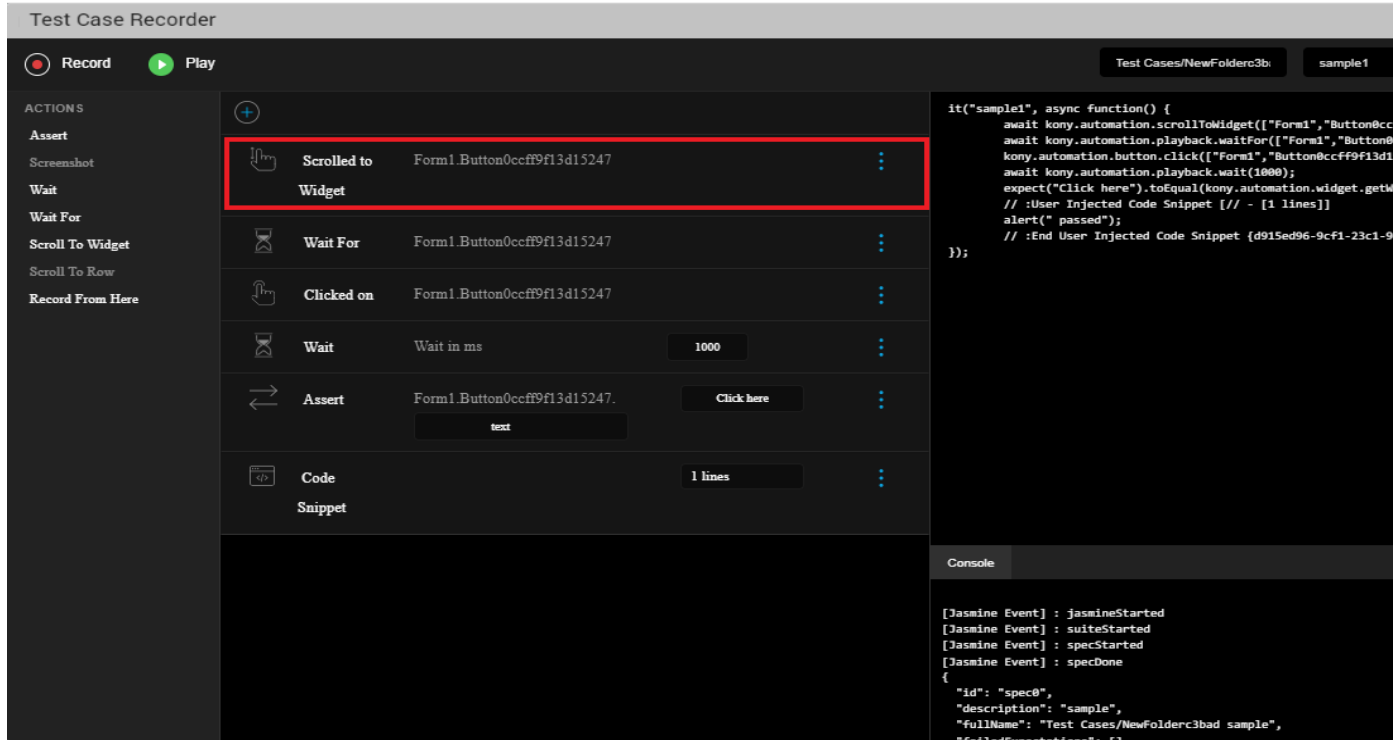 Test Case Recorder
Record
Play
Test Cases/NewFolderc3b
sample1
ACTIONS
Assert
Screenshot
Wait
Wait For
Scroll To Widget
Scroll To Row
Record From Here
Scrolled to
Widget
Form1.Button0ccff9f13d15247
Wait For
Form1.Button0ccff9f13d15247
Clicked on
Form1.Button0ccff9f13d15247
Wait
Wait in ms
1000
Assert
Form1.Button0ccff9f13d15247.
Click here
text
Code
Snippet
1 lines
it("sample1", async function() {
await kony.automation.scrollToWidget(["Form1","Button0cc
await kony.automation.playback.waitFor(["Form1","Button0
kony.automation.button.click(["Form1","Button0ccff9f13d1
await kony.automation.playback.wait(1000);
expect("Click here").toEqual(kony.automation.widget.getW
// :User Injected Code Snippet [// - [1 lines]]
alert(" passed");
// :End User Injected Code Snippet {d915ed96-9cf1-23c1-9
});
Console
[Jasmine Event] : jasmineStarted
[Jasmine Event] : suiteStarted
[Jasmine Event] : specStarted
[Jasmine Event] : specDone
{
"id": "spec0",
"description": "sample",
"fullName": "Test Cases/NewFolderc3bad sample",